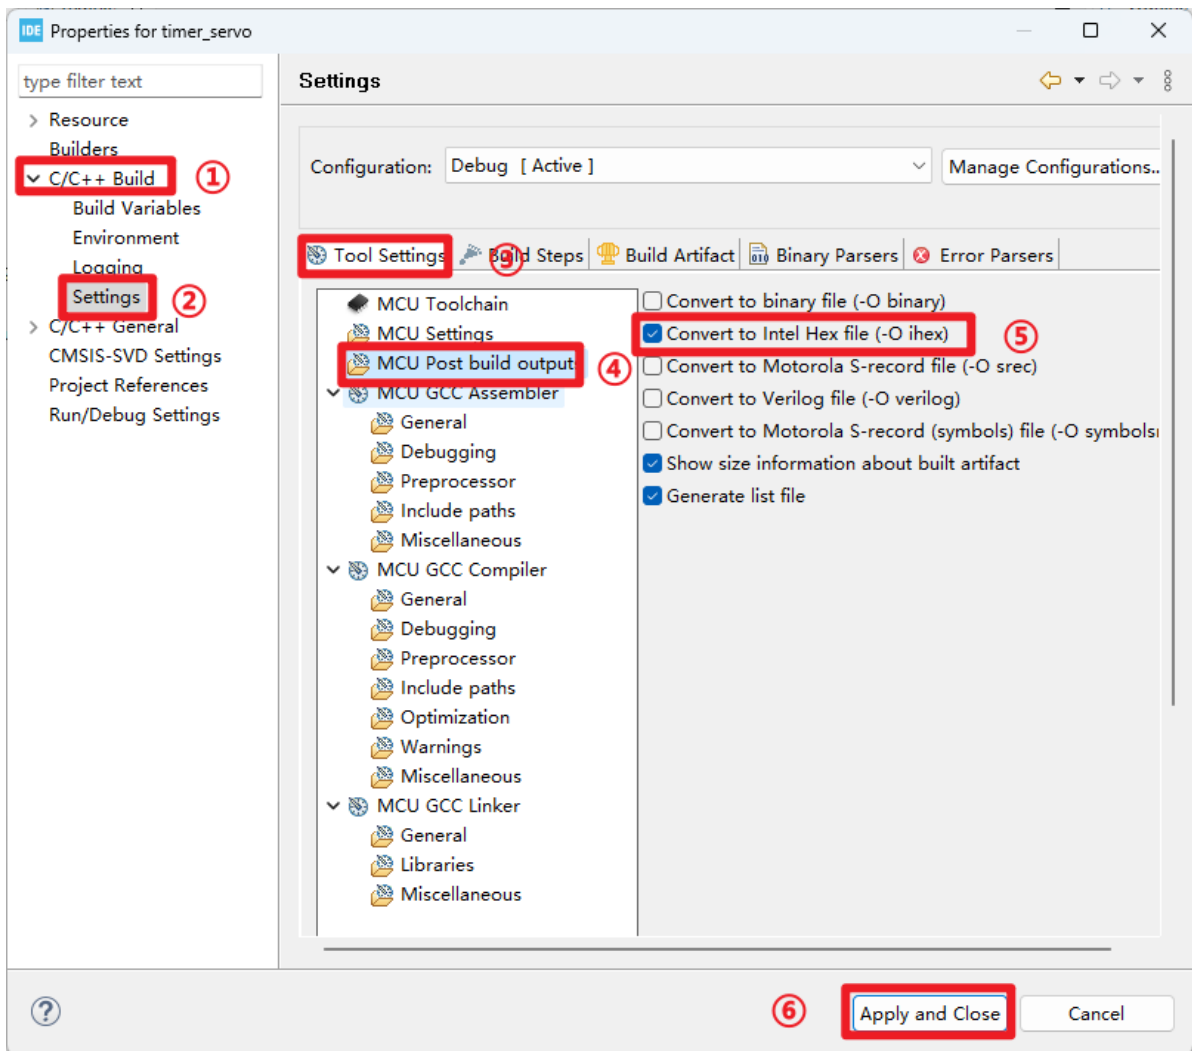 IDE Properties for timer_servo
type filter text
Resource
Builders
C/C++ Build ①
Build Variables
Environment
Logging
Settings ②
C/C++ General
CMSIS-SVD Settings
Project References
Run/Debug Settings
Settings
Configuration: Debug [ Active ] Manage Configurations...
Tool Settings ③ Build Steps Build Artifact 010 Binary Parsers Error Parsers
MCU Toolchain
MCU Settings
MCU Post build outputs ④
MCU GCC Assembler
General
Debugging
Preprocessor
Include paths
Miscellaneous
MCU GCC Compiler
General
Debugging
Preprocessor
Include paths
Optimization
Warnings
Miscellaneous
MCU GCC Linker
General
Libraries
Miscellaneous
Convert to binary file (-O binary)
Convert to Intel Hex file (-O ihex) ⑤
Convert to Motorola S-record file (-O srec)
Convert to Verilog file (-O verilog)
Convert to Motorola S-record (symbols) file (-O symbols
Show size information about built artifact
Generate list file
? ⑥ Apply and Close Cancel